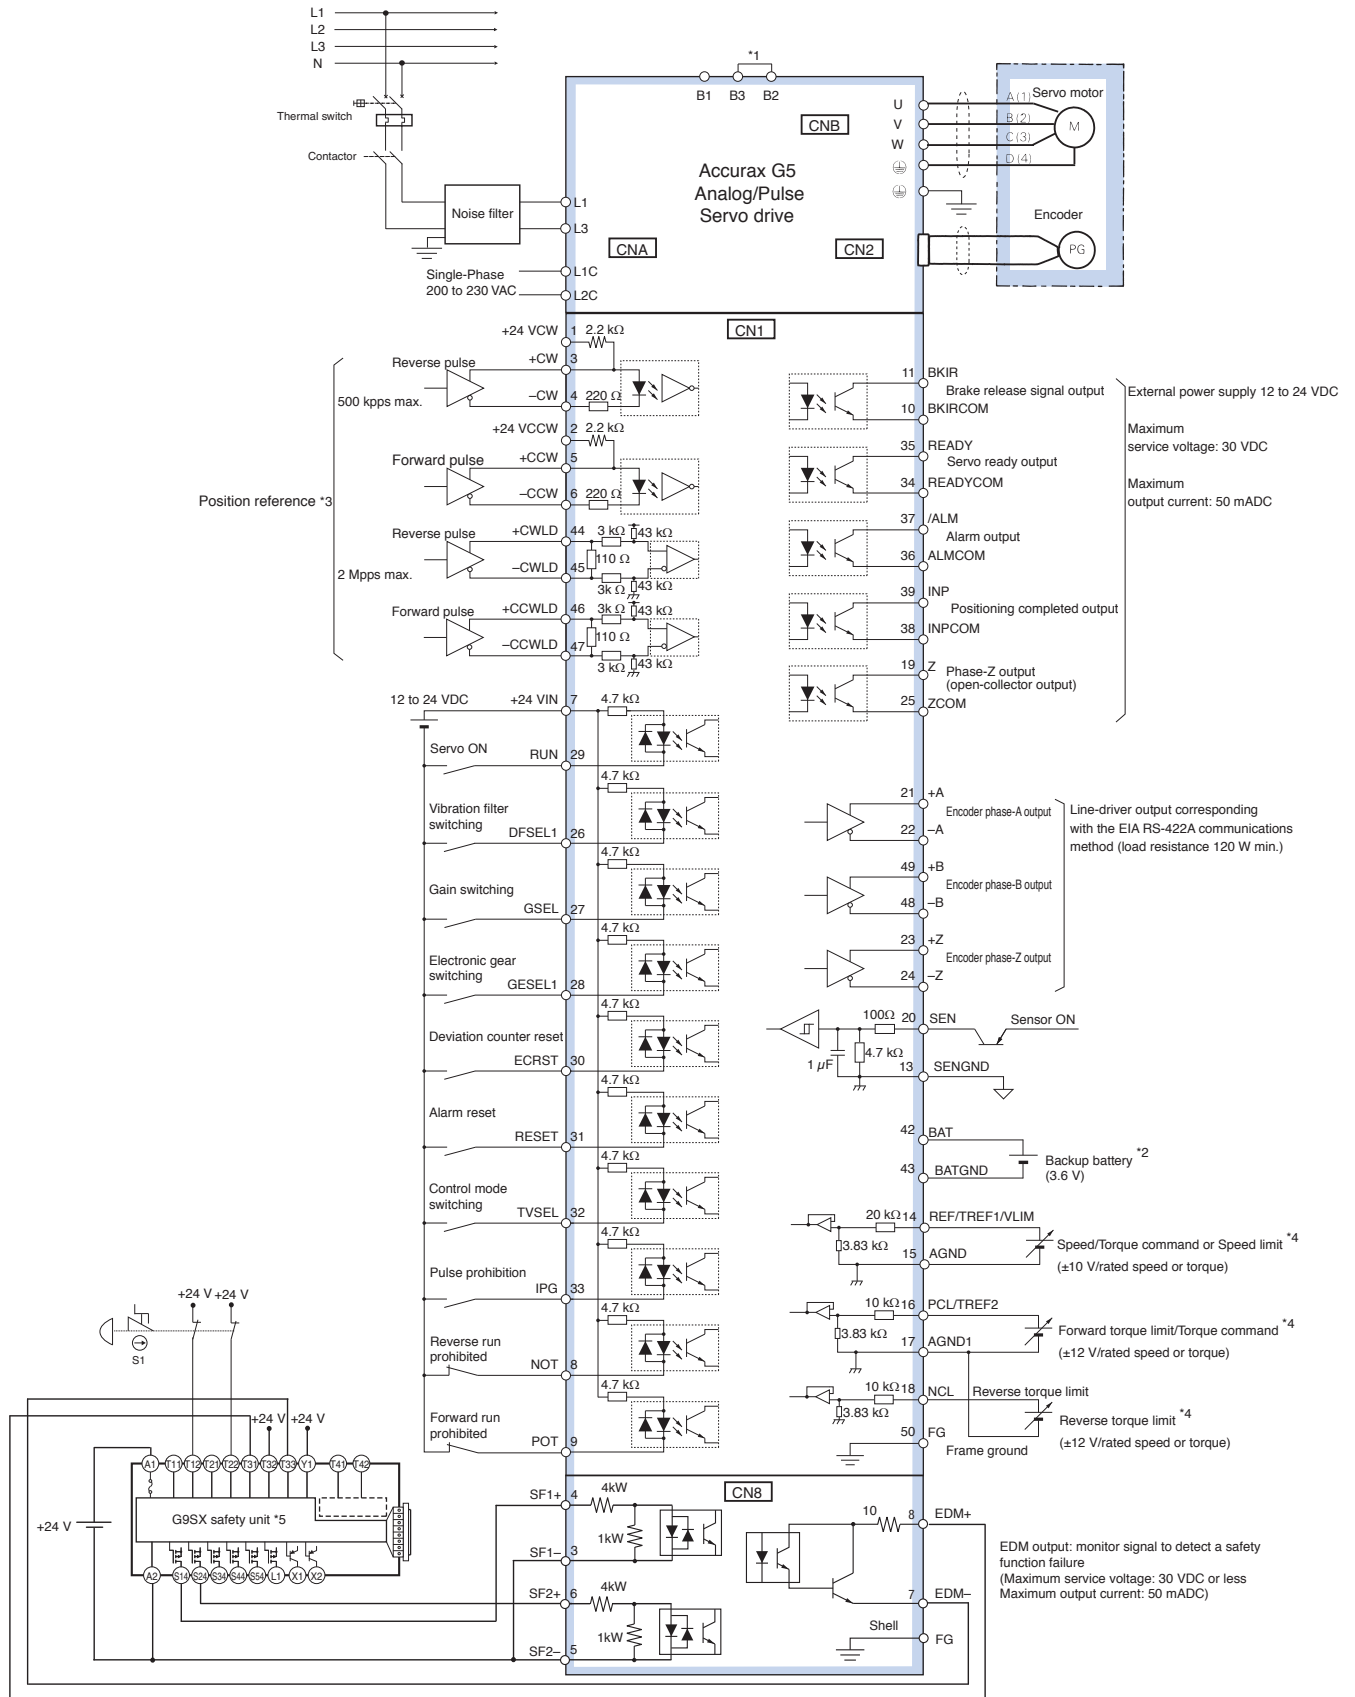 L1
L2
L3
N
Thermal switch
Contactor
Noise filter
L1
L3
Single-Phase
200 to 230 VAC
L1C
L2C
*1
B1 B3 B2
CNB
Accurax G5
Analog/Pulse
Servo drive
CNA
CN2
U
V
W
A (1)
B (2)
C (3)
D (4)
Servo motor
M
Encoder
PG
CN1
Position reference *3
500 kpps max.
2 Mpps max.
+24 VCW 1 2.2 kΩ
Reverse pulse
+CW 3
–CW 4 220 Ω
+24 VCCW 2 2.2 kΩ
Forward pulse
+CCW 5
–CCW 6 220 Ω
Reverse pulse
+CWLD 44 3 kΩ 43 kΩ
110 Ω
–CWLD 45 3k Ω 43 kΩ
Forward pulse
+CCWLD 46 3k Ω 43 kΩ
110 Ω
–CCWLD 47 3 kΩ 43 kΩ
12 to 24 VDC
+24 VIN 7 4.7 kΩ
Servo ON
RUN 29
4.7 kΩ
Vibration filter
switching
DFSEL1 26
4.7 kΩ
Gain switching
GSEL 27
4.7 kΩ
Electronic gear
switching
GESEL1 28
4.7 kΩ
Deviation counter reset
ECRST 30
4.7 kΩ
Alarm reset
RESET 31
4.7 kΩ
Control mode
switching
TVSEL 32
4.7 kΩ
Pulse prohibition
IPG 33
4.7 kΩ
Reverse run
prohibited
NOT 8
4.7 kΩ
Forward run
prohibited
POT 9
11 BKIR
Brake release signal output
10 BKIRCOM
35 READY
Servo ready output
34 READYCOM
37 /ALM
Alarm output
36 ALMCOM
39 INP
Positioning completed output
38 INPCOM
19 Z
Phase-Z output
(open-collector output)
25 ZCOM
External power supply 12 to 24 VDC
Maximum
service voltage: 30 VDC
Maximum
output current: 50 mADC
21 +A
Encoder phase-A output
22 –A
49 +B
Encoder phase-B output
48 –B
23 +Z
Encoder phase-Z output
24 –Z
Line-driver output corresponding
with the EIA RS-422A communications
method (load resistance 120 W min.)
100Ω 20 SEN
Sensor ON
4.7 kΩ
1 µF
13 SENGND
42 BAT
Backup battery *2
(3.6 V)
43 BATGND
20 kΩ 14 REF/TREF1/VLIM
3.83 kΩ
15 AGND
Speed/Torque command or Speed limit *4
(±10 V/rated speed or torque)
10 kΩ 16 PCL/TREF2
3.83 kΩ
17 AGND1
Forward torque limit/Torque command *4
(±12 V/rated speed or torque)
10 kΩ 18 NCL Reverse torque limit
3.83 kΩ
Reverse torque limit *4
(±12 V/rated speed or torque)
50 FG
Frame ground
+24 V +24 V
S1
+24 V +24 V
A1 T11 T12 T21 T22 T31 T32 T33 Y1 T41 T42
+24 V
G9SX safety unit *5
A2 S14 S24 S34 S44 S54 L1 X1 X2
CN8
SF1+ 4 4kW
1kW
SF1– 3
SF2+ 6 4kW
1kW
SF2– 5
10 8 EDM+
7 EDM–
Shell
FG
EDM output: monitor signal to detect a safety
function failure
(Maximum service voltage: 30 VDC or less
Maximum output current: 50 mADC)